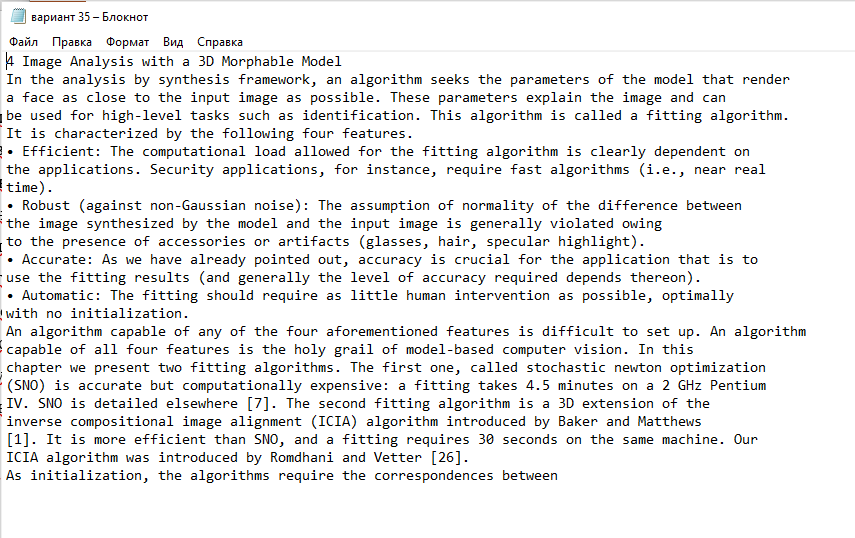 вариант 35 – Блокнот
Файл Правка Формат Вид Справка
4 Image Analysis with a 3D Morphable Model
In the analysis by synthesis framework, an algorithm seeks the parameters of the model that render
a face as close to the input image as possible. These parameters explain the image and can
be used for high-level tasks such as identification. This algorithm is called a fitting algorithm.
It is characterized by the following four features.
• Efficient: The computational load allowed for the fitting algorithm is clearly dependent on
the applications. Security applications, for instance, require fast algorithms (i.e., near real
time).
• Robust (against non-Gaussian noise): The assumption of normality of the difference between
the image synthesized by the model and the input image is generally violated owing
to the presence of accessories or artifacts (glasses, hair, specular highlight).
• Accurate: As we have already pointed out, accuracy is crucial for the application that is to
use the fitting results (and generally the level of accuracy required depends thereon).
• Automatic: The fitting should require as little human intervention as possible, optimally
with no initialization.
An algorithm capable of any of the four aforementioned features is difficult to set up. An algorithm
capable of all four features is the holy grail of model-based computer vision. In this
chapter we present two fitting algorithms. The first one, called stochastic newton optimization
(SNO) is accurate but computationally expensive: a fitting takes 4.5 minutes on a 2 GHz Pentium
IV. SNO is detailed elsewhere [7]. The second fitting algorithm is a 3D extension of the
inverse compositional image alignment (ICIA) algorithm introduced by Baker and Matthews
[1]. It is more efficient than SNO, and a fitting requires 30 seconds on the same machine. Our
ICIA algorithm was introduced by Romdhani and Vetter [26].
As initialization, the algorithms require the correspondences between